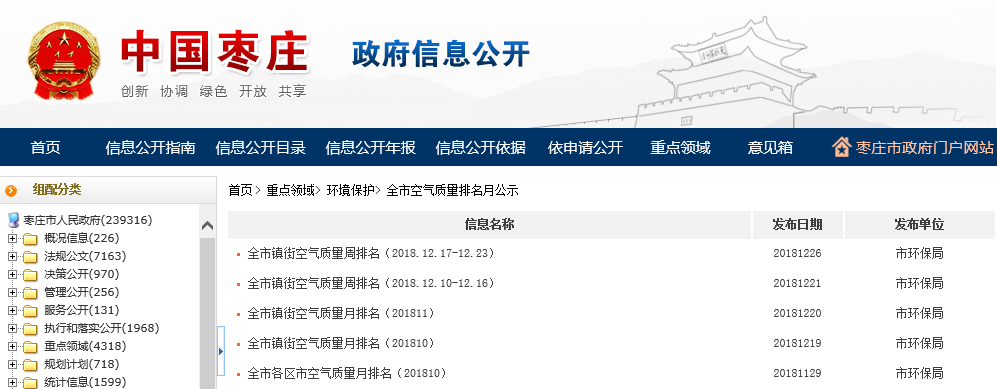 中国枣庄 政府信息公开
创新 协调 绿色 开放 共享
首页 信息公开指南 信息公开目录 信息公开年报 信息公开依据 依申请公开 重点领域 意见箱 枣庄市政府门户网站
组配分类
枣庄市人民政府(239316)
概况信息(226)
法规公文(7163)
决策公开(970)
管理公开(256)
服务公开(131)
执行和落实公开(1968)
重点领域(4318)
规划计划(718)
统计信息(1599)
首页> 重点领域> 环境保护> 全市空气质量排名月公示
信息名称 发布日期 发布单位
全市镇街空气质量周排名（2018.12.17-12.23） 20181226 市环保局
全市镇街空气质量周排名（2018.12.10-12.16） 20181221 市环保局
全市镇街空气质量月排名（201811） 20181220 市环保局
全市镇街空气质量月排名（201810） 20181219 市环保局
全市各区市空气质量月排名（201810） 20181129 市环保局